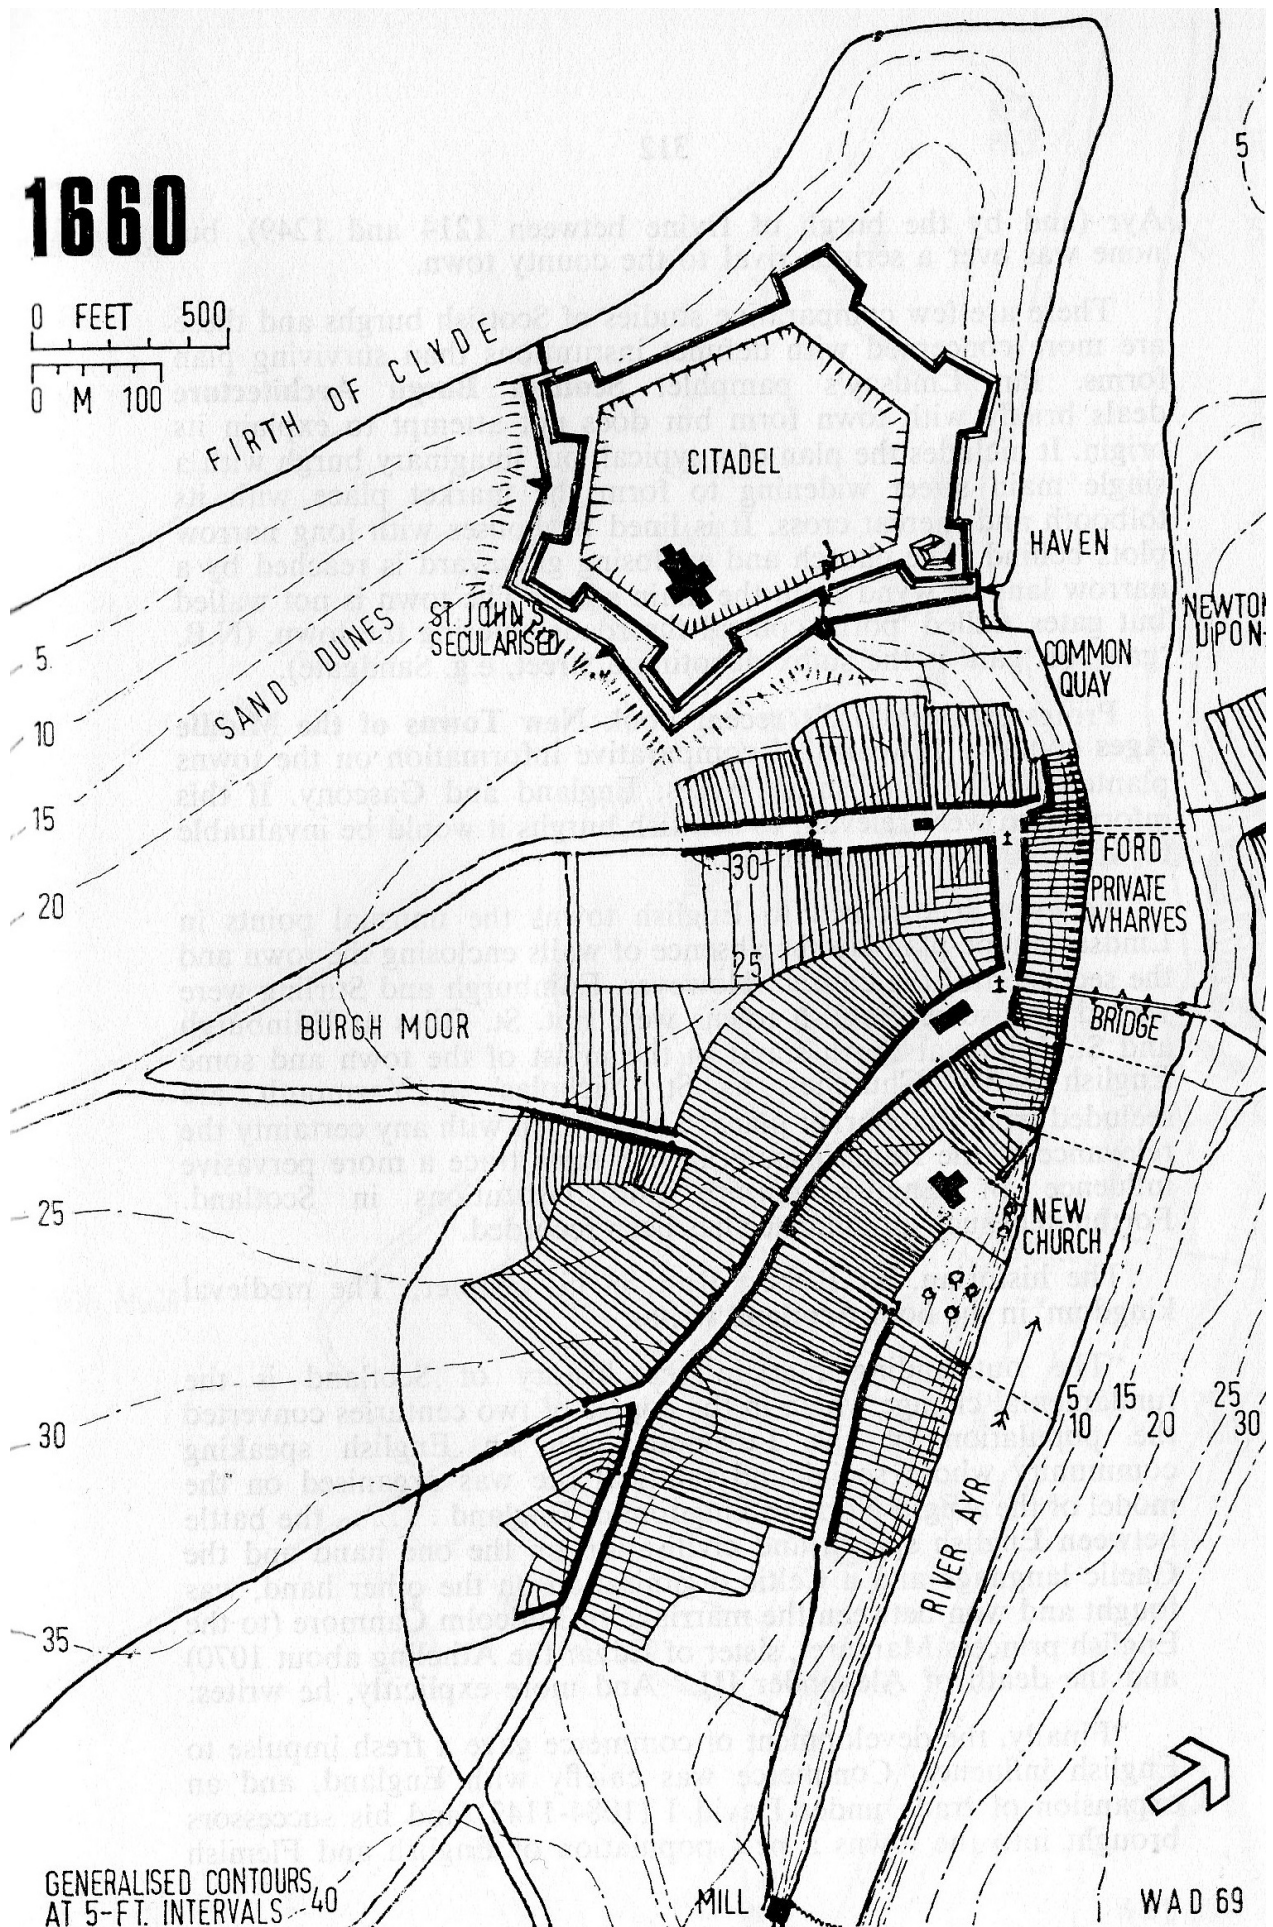 1660
0 FEET 500
0 M 100
FIRTH OF CLYDE
5
CITADEL
HAVEN
ST. JOHN'S
SECULARISED
NEWTON
UPON-
SAND DUNES
COMMON
QUAY
5
10
15
20
30
FORD
PRIVATE
WHARVES
25
BURGH MOOR
BRIDGE
25
NEW
CHURCH
30
5 15 25
10 20 30
RIVER AYR
35
GENERALISED CONTOURS
AT 5-FT. INTERVALS
40
MILL
WAD 69